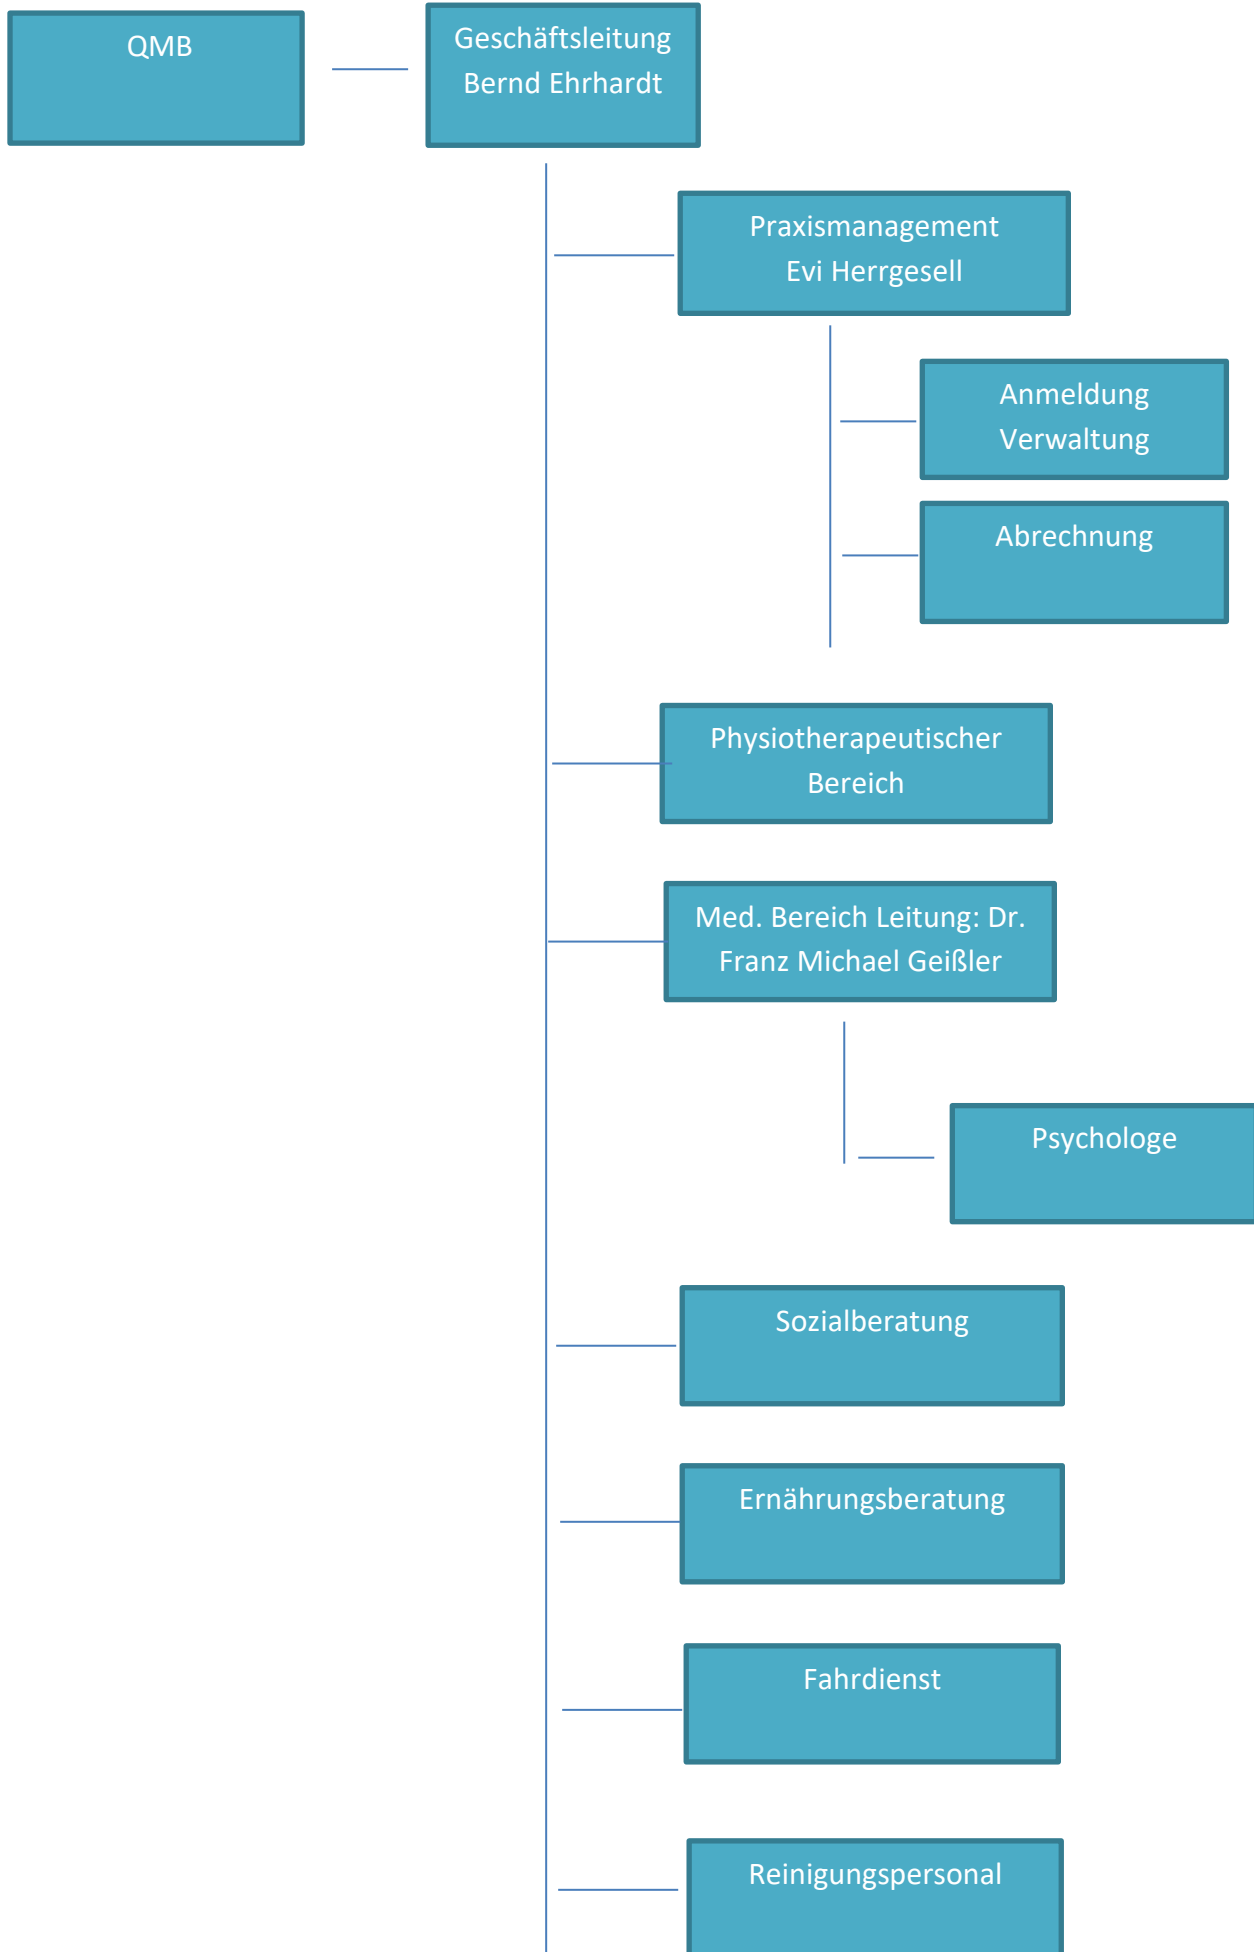 QMB
Geschäftsleitung
Bernd Ehrhardt
Praxismanagement
Evi Herrgesell
Anmeldung
Verwaltung
Abrechnung
Physiotherapeutischer
Bereich
Med. Bereich Leitung: Dr.
Franz Michael Geißler
Psychologe
Sozialberatung
Ernährungsberatung
Fahrdienst
Reinigungspersonal